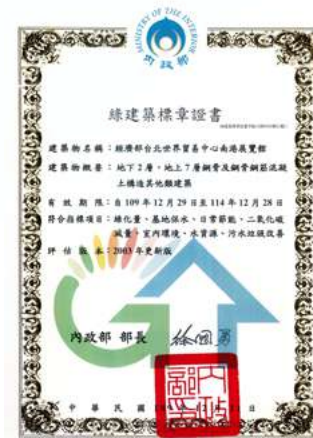 MINISTRY OF THE INTERIOR
內政部
綠建築標章證書
建築物名稱：經濟部台北世界貿易中心南港展覽館
建築物概要：地下2層，地上7層鋼骨及鋼骨鋼筋混凝
土構造其他類建築
有效期限：自109年12月29日至114年12月28日
符合指標項目：綠化量、基地保水、日常節能、二氧化碳
減量、室內環境、水資源、污水垃圾改善
評估版本：2003年更新版
內政部 部長 徐國勇
中華民國